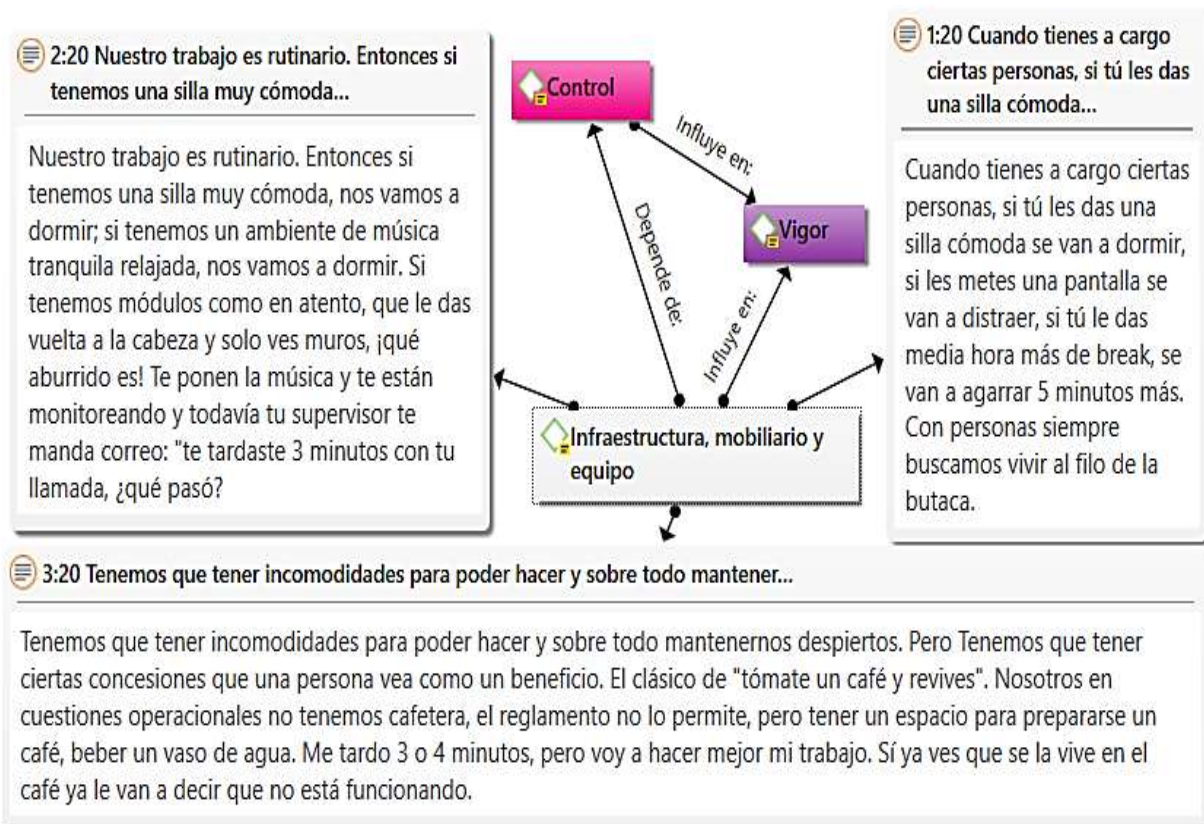 2:20 Nuestro trabajo es rutinario. Entonces si
tenemos una silla muy cómoda...
Nuestro trabajo es rutinario. Entonces si
tenemos una silla muy cómoda, nos vamos a
dormir; si tenemos un ambiente de música
tranquila relajada, nos vamos a dormir. Si
tenemos módulos como en atento, que le das
vuelta a la cabeza y solo ves muros, ¡qué
aburrido es! Te ponen la música y te están
monitoreando y todavía tu supervisor te
manda correo: "te tardaste 3 minutos con tu
llamada, ¿qué pasó?
Control
Influye en:
Vigor
Depende de:
Influye en:
Infraestructura, mobiliario y
equipo
1:20 Cuando tienes a cargo
ciertas personas, si tú les das
una silla cómoda...
Cuando tienes a cargo ciertas
personas, si tú les das una
silla cómoda se van a dormir,
si les metes una pantalla se
van a distraer, si tú le das
media hora más de break, se
van a agarrar 5 minutos más.
Con personas siempre
buscamos vivir al filo de la
butaca.
3:20 Tenemos que tener incomodidades para poder hacer y sobre todo mantener...
Tenemos que tener incomodidades para poder hacer y sobre todo mantenernos despiertos. Pero Tenemos que tener
ciertas concesiones que una persona vea como un beneficio. El clásico de "tómate un café y revives". Nosotros en
cuestiones operacionales no tenemos cafetera, el reglamento no lo permite, pero tener un espacio para prepararse un
café, beber un vaso de agua. Me tardo 3 o 4 minutos, pero voy a hacer mejor mi trabajo. Sí ya ves que se la vive en el
café ya le van a decir que no está funcionando.